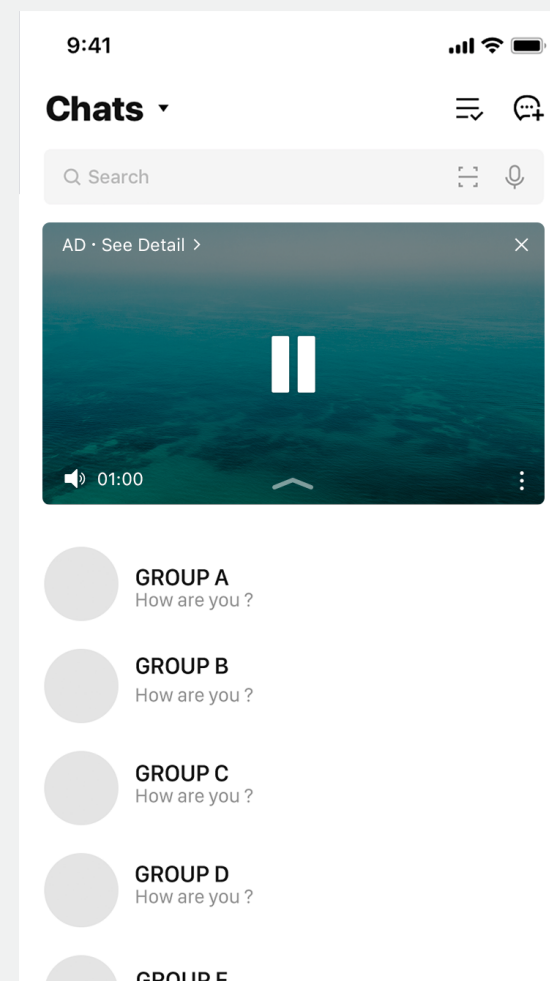 9:41
Chats
Search
AD · See Detail >
01:00
GROUP A
How are you ?
GROUP B
How are you ?
GROUP C
How are you ?
GROUP D
How are you ?
GROUP E